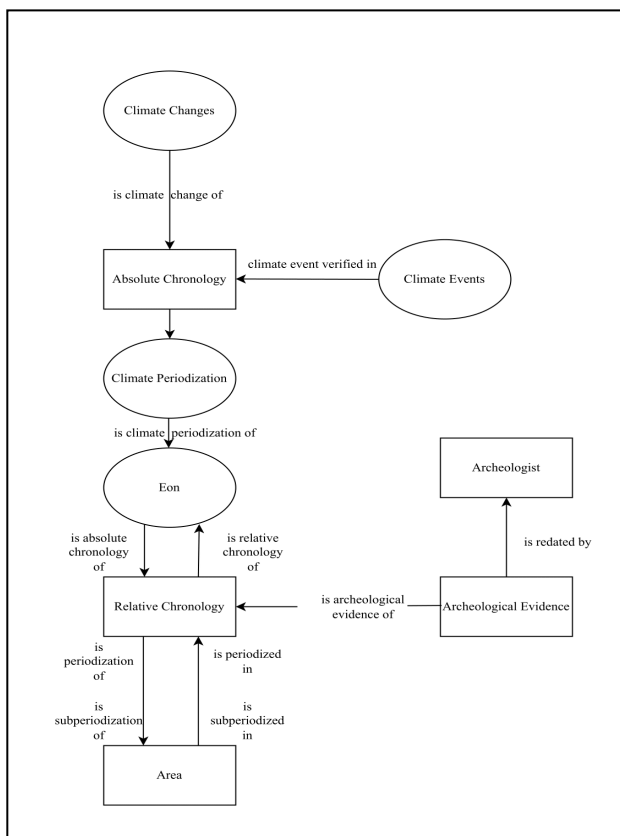 Climate Changes
is climate change of
Absolute Chronology
climate event verified in
Climate Events
Climate Periodization
is climate periodization of
Eon
Archeologist
is absolute
chronology
of
is relative
chronology
of
is redated by
Relative Chronology
is archeological
evidence of
Archeological Evidence
is
periodization
of
is periodized
in
is
subperiodization
of
is
subperiodized
in
Area